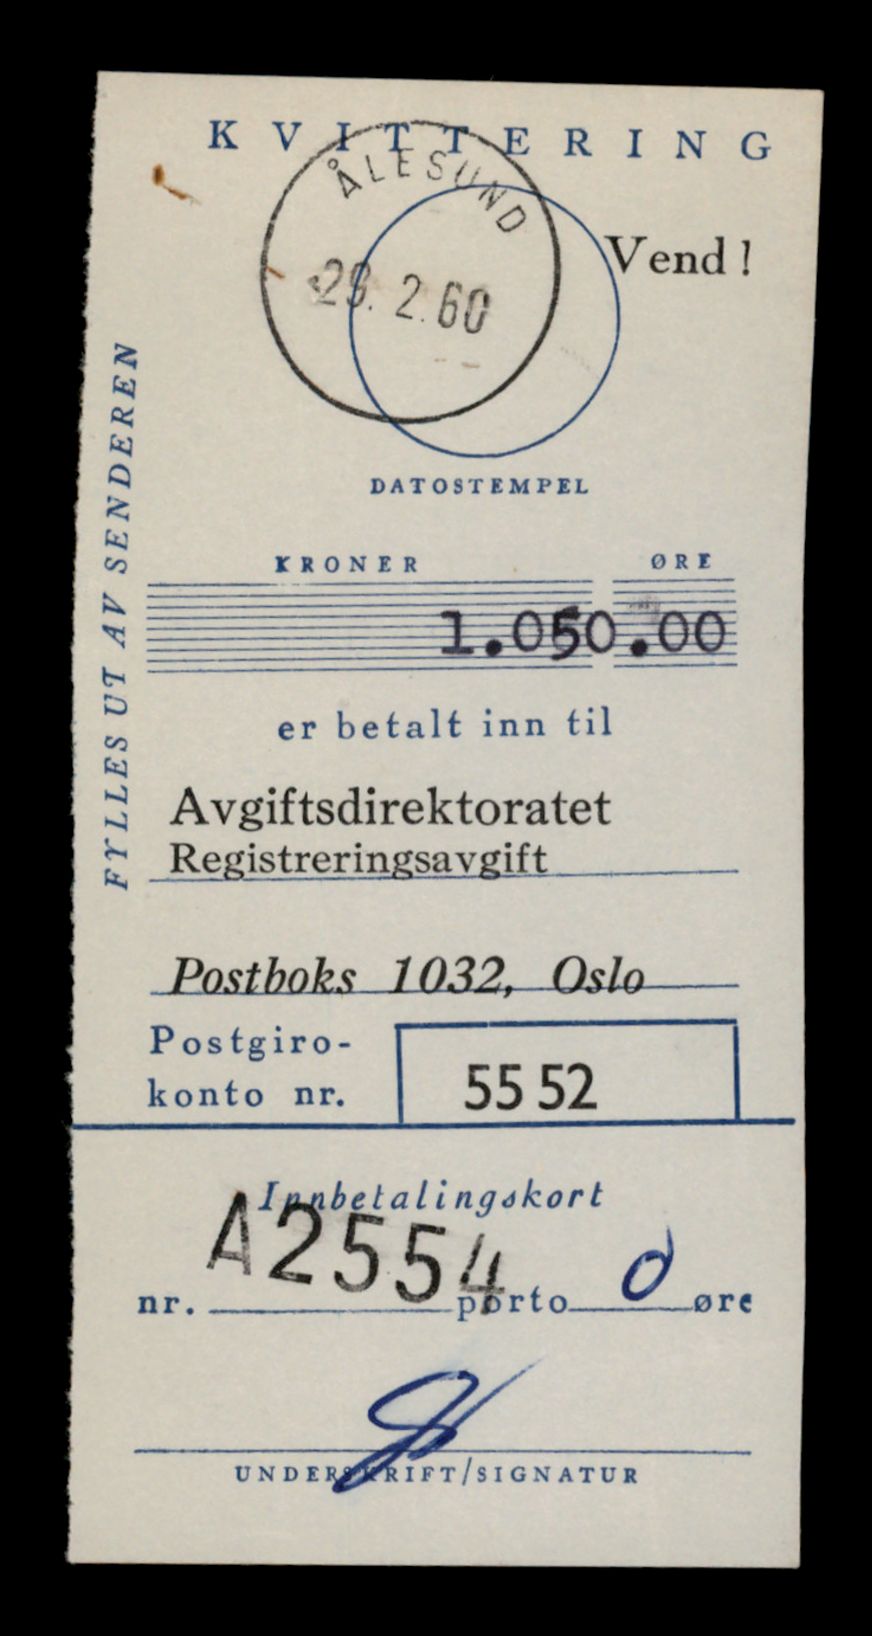 KVITTERING
ÅLESUND
Vend !
29. 2. 60
DATOSTEMPEL
FYLLES UT AV SENDEREN
KRONER ØRE
1.050.00
er betalt inn til
Avgiftsdirektoratet
Registreringsavgift
Postboks 1032, Oslo
Postgiro-
konto nr. 55 52
Innbetalingskort
nr. A2554 porto 0 øre
UNDERSKRIFT/SIGNATUR